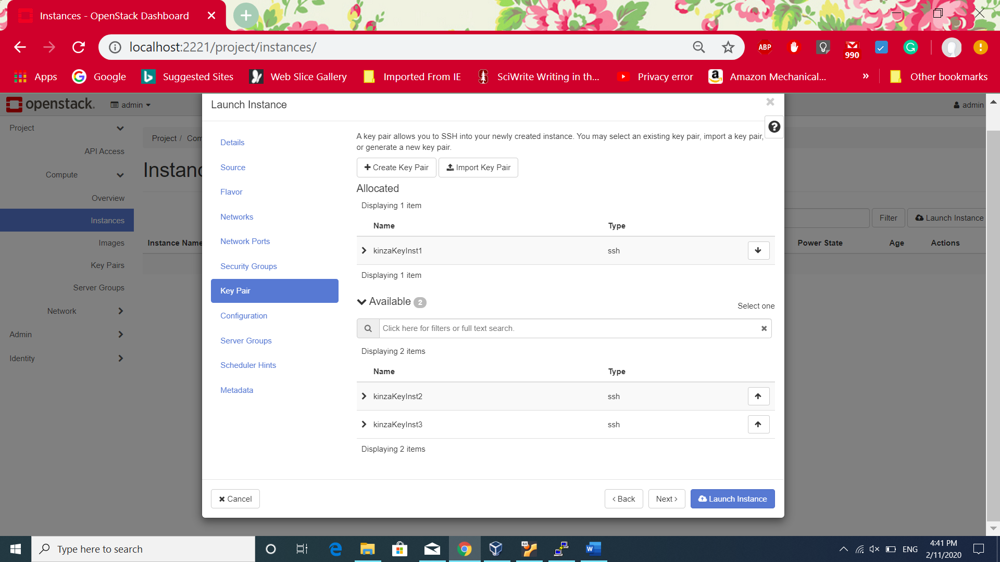 Instances - OpenStack Dashboard
localhost:2221/project/instances/
ABP
990
Apps
Google
Suggested Sites
Web Slice Gallery
Imported From IE
SciWrite Writing in th...
Privacy error
Amazon Mechanical...
»
Other bookmarks
openstack.
admin
admin
Launch Instance
Project
API Access
Compute
Overview
Instances
Images
Key Pairs
Server Groups
Network
Admin
Identity
Project / Com
Instanc
Filter
Launch Instance
Instance Name
Power State
Age
Actions
Details
Source
Flavor
Networks
Network Ports
Security Groups
Key Pair
Configuration
Server Groups
Scheduler Hints
Metadata
A key pair allows you to SSH into your newly created instance. You may select an existing key pair, import a key pair,
or generate a new key pair.
Create Key Pair
Import Key Pair
Allocated
Displaying 1 item
Name Type
kinzaKeyInst1 ssh
Displaying 1 item
Available 2
Select one
Click here for filters or full text search.
Displaying 2 items
Name Type
kinzaKeyInst2 ssh
kinzaKeyInst3 ssh
Displaying 2 items
Cancel
Back
Next
Launch Instance
Type here to search
64
ENG
4:41 PM
2/11/2020